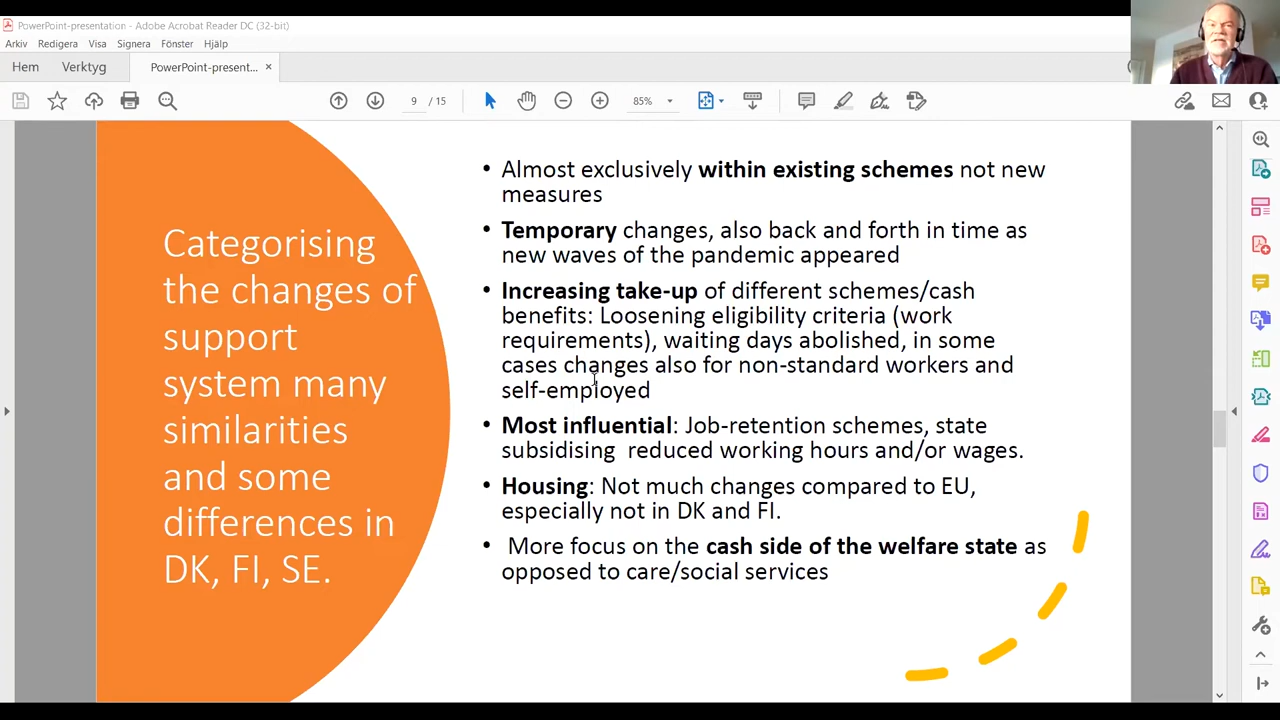 PowerPoint-presentation - Adobe Acrobat Reader DC (32-bit)
Arkiv Redigera Visa Signera Fönster Hjälp
Hem Verktyg PowerPoint-present... ×
9 / 15 85%
Categorising
the changes of
support
system many
similarities
and some
differences in
DK, FI, SE.
• Almost exclusively within existing schemes not new
measures
• Temporary changes, also back and forth in time as
new waves of the pandemic appeared
• Increasing take-up of different schemes/cash
benefits: Loosening eligibility criteria (work
requirements), waiting days abolished, in some
cases changes also for non-standard workers and
self-employed
• Most influential: Job-retention schemes, state
subsidising  reduced working hours and/or wages.
• Housing: Not much changes compared to EU,
especially not in DK and FI.
• More focus on the cash side of the welfare state as
opposed to care/social services